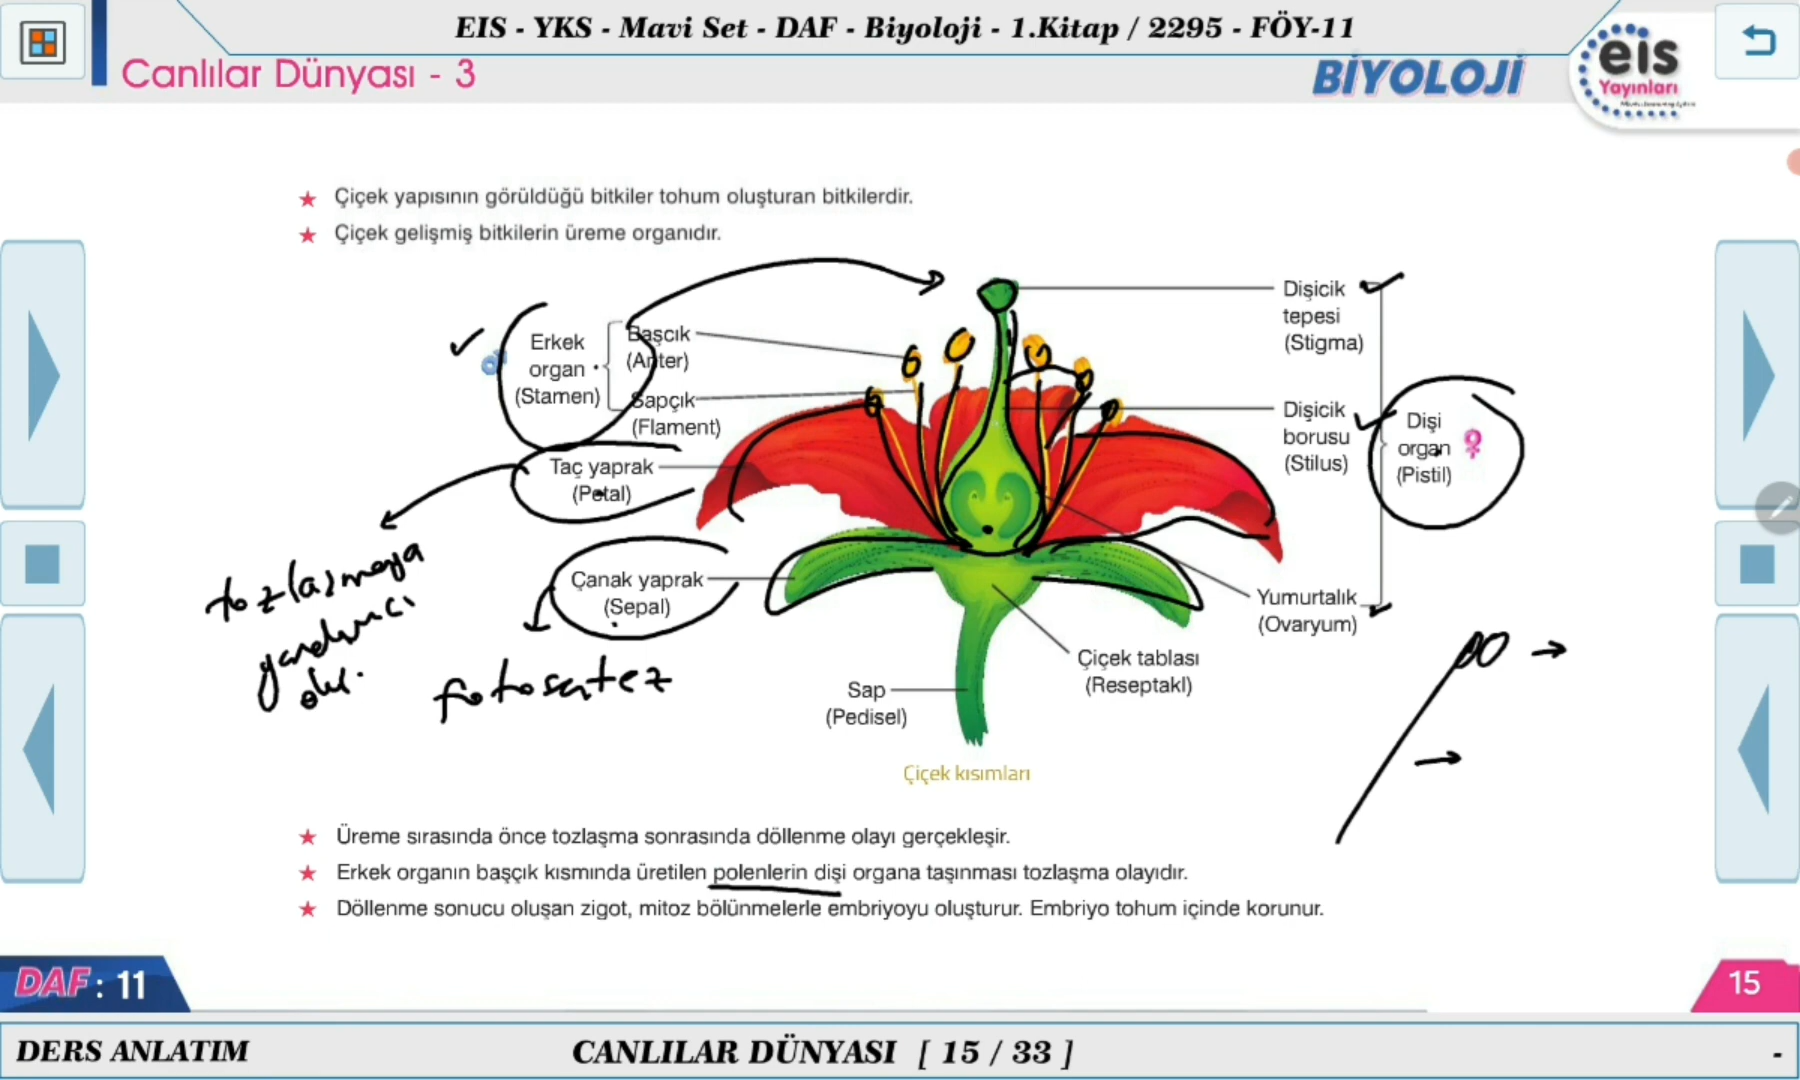 EIS - YKS - Mavi Set - DAF - Biyoloji - 1.Kitap / 2295 - FÖY-11
Canlılar Dünyası - 3
BİYOLOJİ
eis
Yayınları
Çiçek yapısının görüldüğü bitkiler tohum oluşturan bitkilerdir.
Çiçek gelişmiş bitkilerin üreme organıdır.
Erkek
organ
(Stamen)
Başcık
(Anter)
Sapçık
(Flament)
Taç yaprak
(Petal)
Çanak yaprak
(Sepal)
Dişicik
tepesi
(Stigma)
Dişicik
borusu
(Stilus)
Dişi
organ
(Pistil)
Yumurtalık
(Ovaryum)
Çiçek tablası
(Reseptakl)
Sap
(Pedisel)
tozlaşmaya
yardımcı
fotosentez
Çiçek kısımları
Üreme sırasında önce tozlaşma sonrasında döllenme olayı gerçekleşir.
Erkek organın başçık kısmında üretilen polenlerin dişi organa taşınması tozlaşma olayıdır.
Döllenme sonucu oluşan zigot, mitoz bölünmelerle embriyoyu oluşturur. Embriyo tohum içinde korunur.
DAF : 11
15
DERS ANLATIM
CANLILAR DÜNYASI [ 15 / 33 ]
-